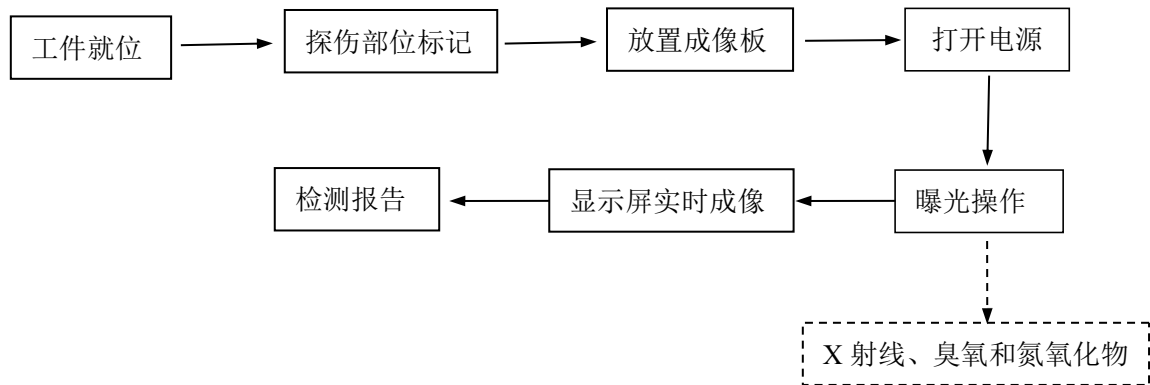 工件就位
探伤部位标记
放置成像板
打开电源
曝光操作
显示屏实时成像
检测报告
X 射线、臭氧和氮氧化物